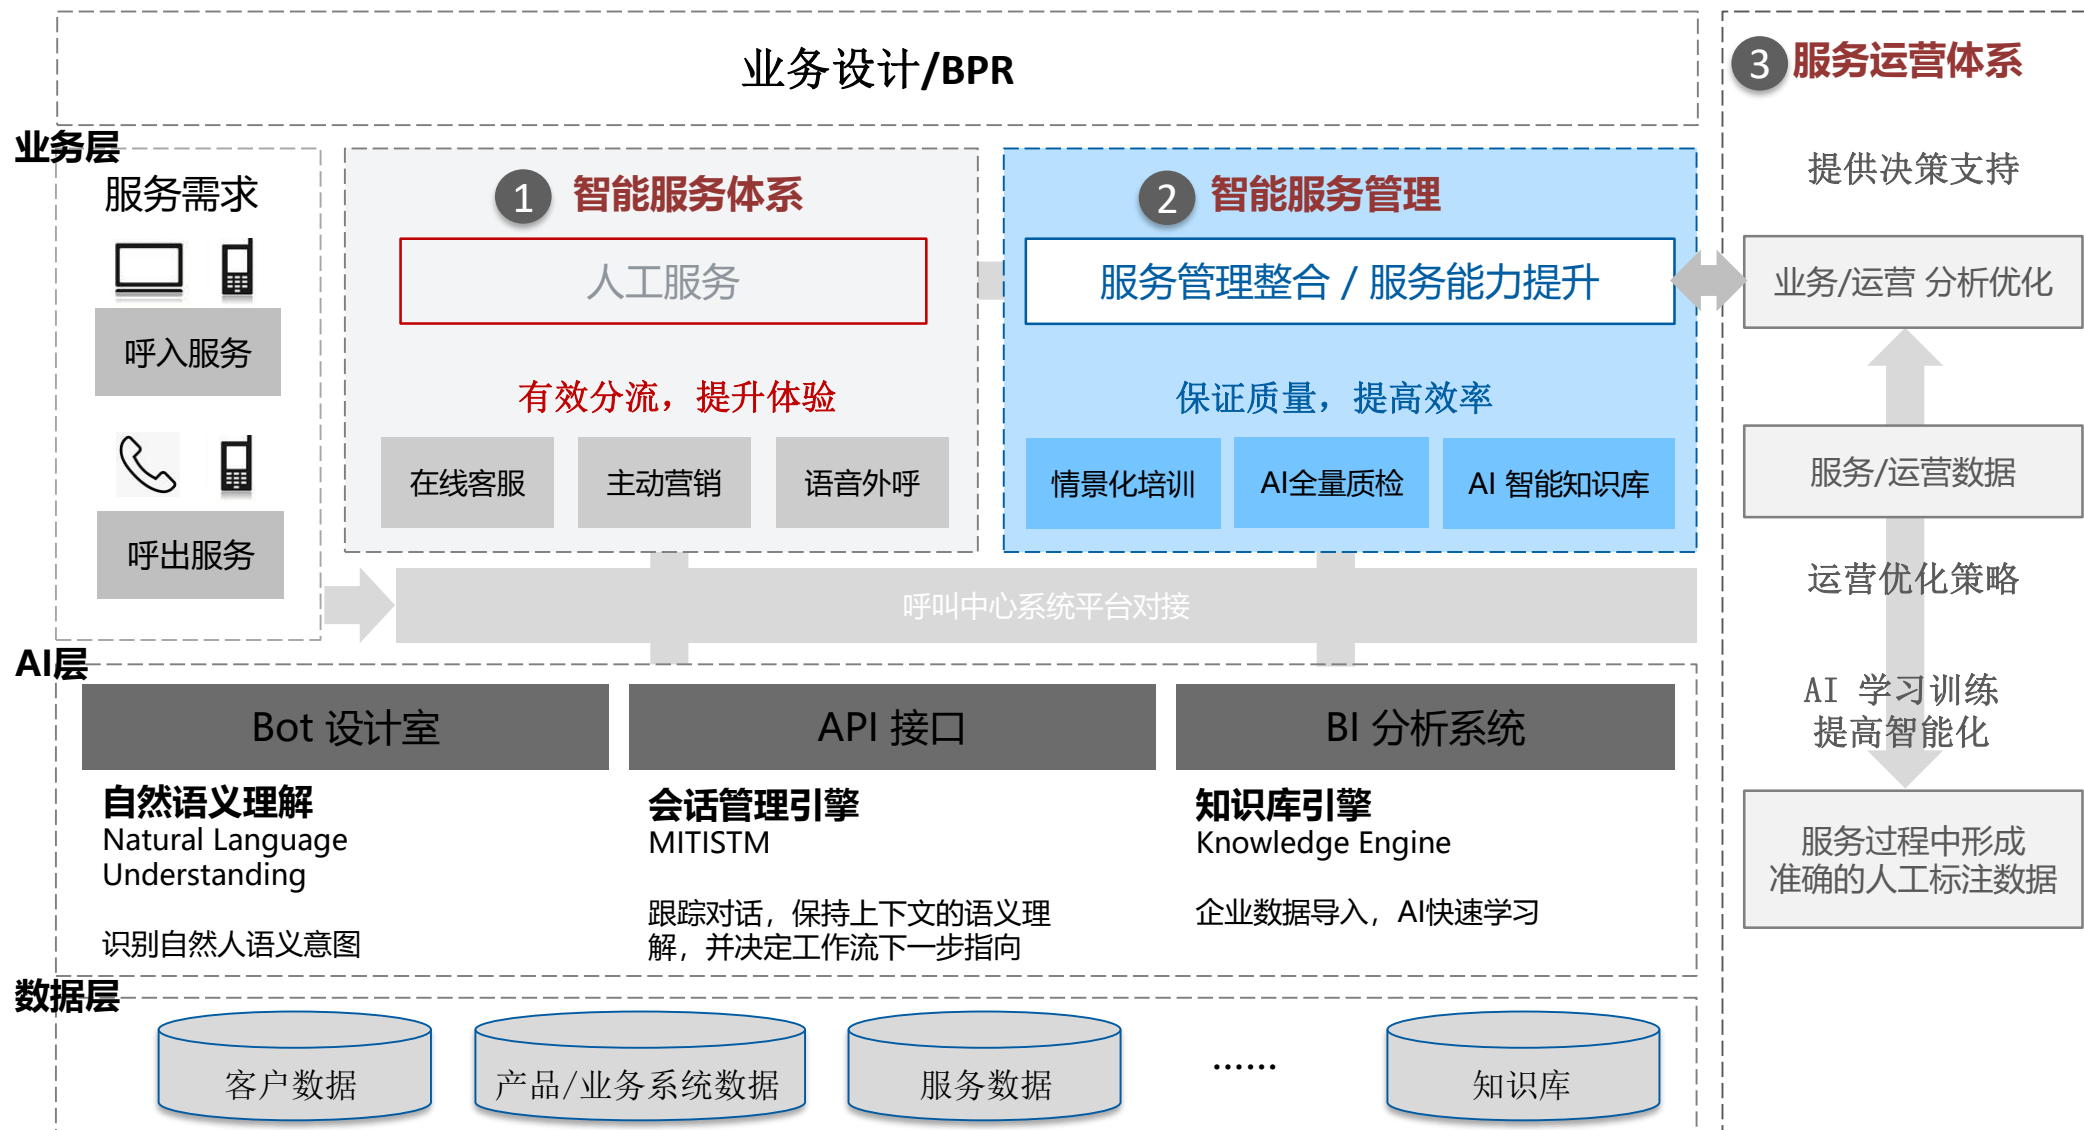 业务设计/BPR
业务层
服务需求
呼入服务
呼出服务
1 智能服务体系
人工服务
有效分流，提升体验
在线客服
主动营销
语音外呼
2 智能服务管理
服务管理整合 / 服务能力提升
保证质量，提高效率
情景化培训
AI全量质检
AI 智能知识库
呼叫中心系统平台对接
AI层
Bot 设计室
自然语义理解
Natural Language
Understanding
识别自然人语义意图
API 接口
会话管理引擎
MITISTM
跟踪对话，保持上下文的语义理
解，并决定工作流下一步指向
BI 分析系统
知识库引擎
Knowledge Engine
企业数据导入，AI快速学习
数据层
客户数据
产品/业务系统数据
服务数据
……
知识库
3 服务运营体系
提供决策支持
业务/运营 分析优化
服务/运营数据
运营优化策略
AI 学习训练
提高智能化
服务过程中形成
准确的人工标注数据